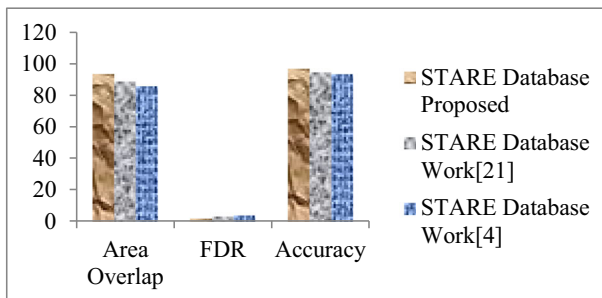 120
100
80
60
40
20
0
Area
Overlap
FDR
Accuracy
STARE Database
Proposed
STARE Database
Work[21]
STARE Database
Work[4]